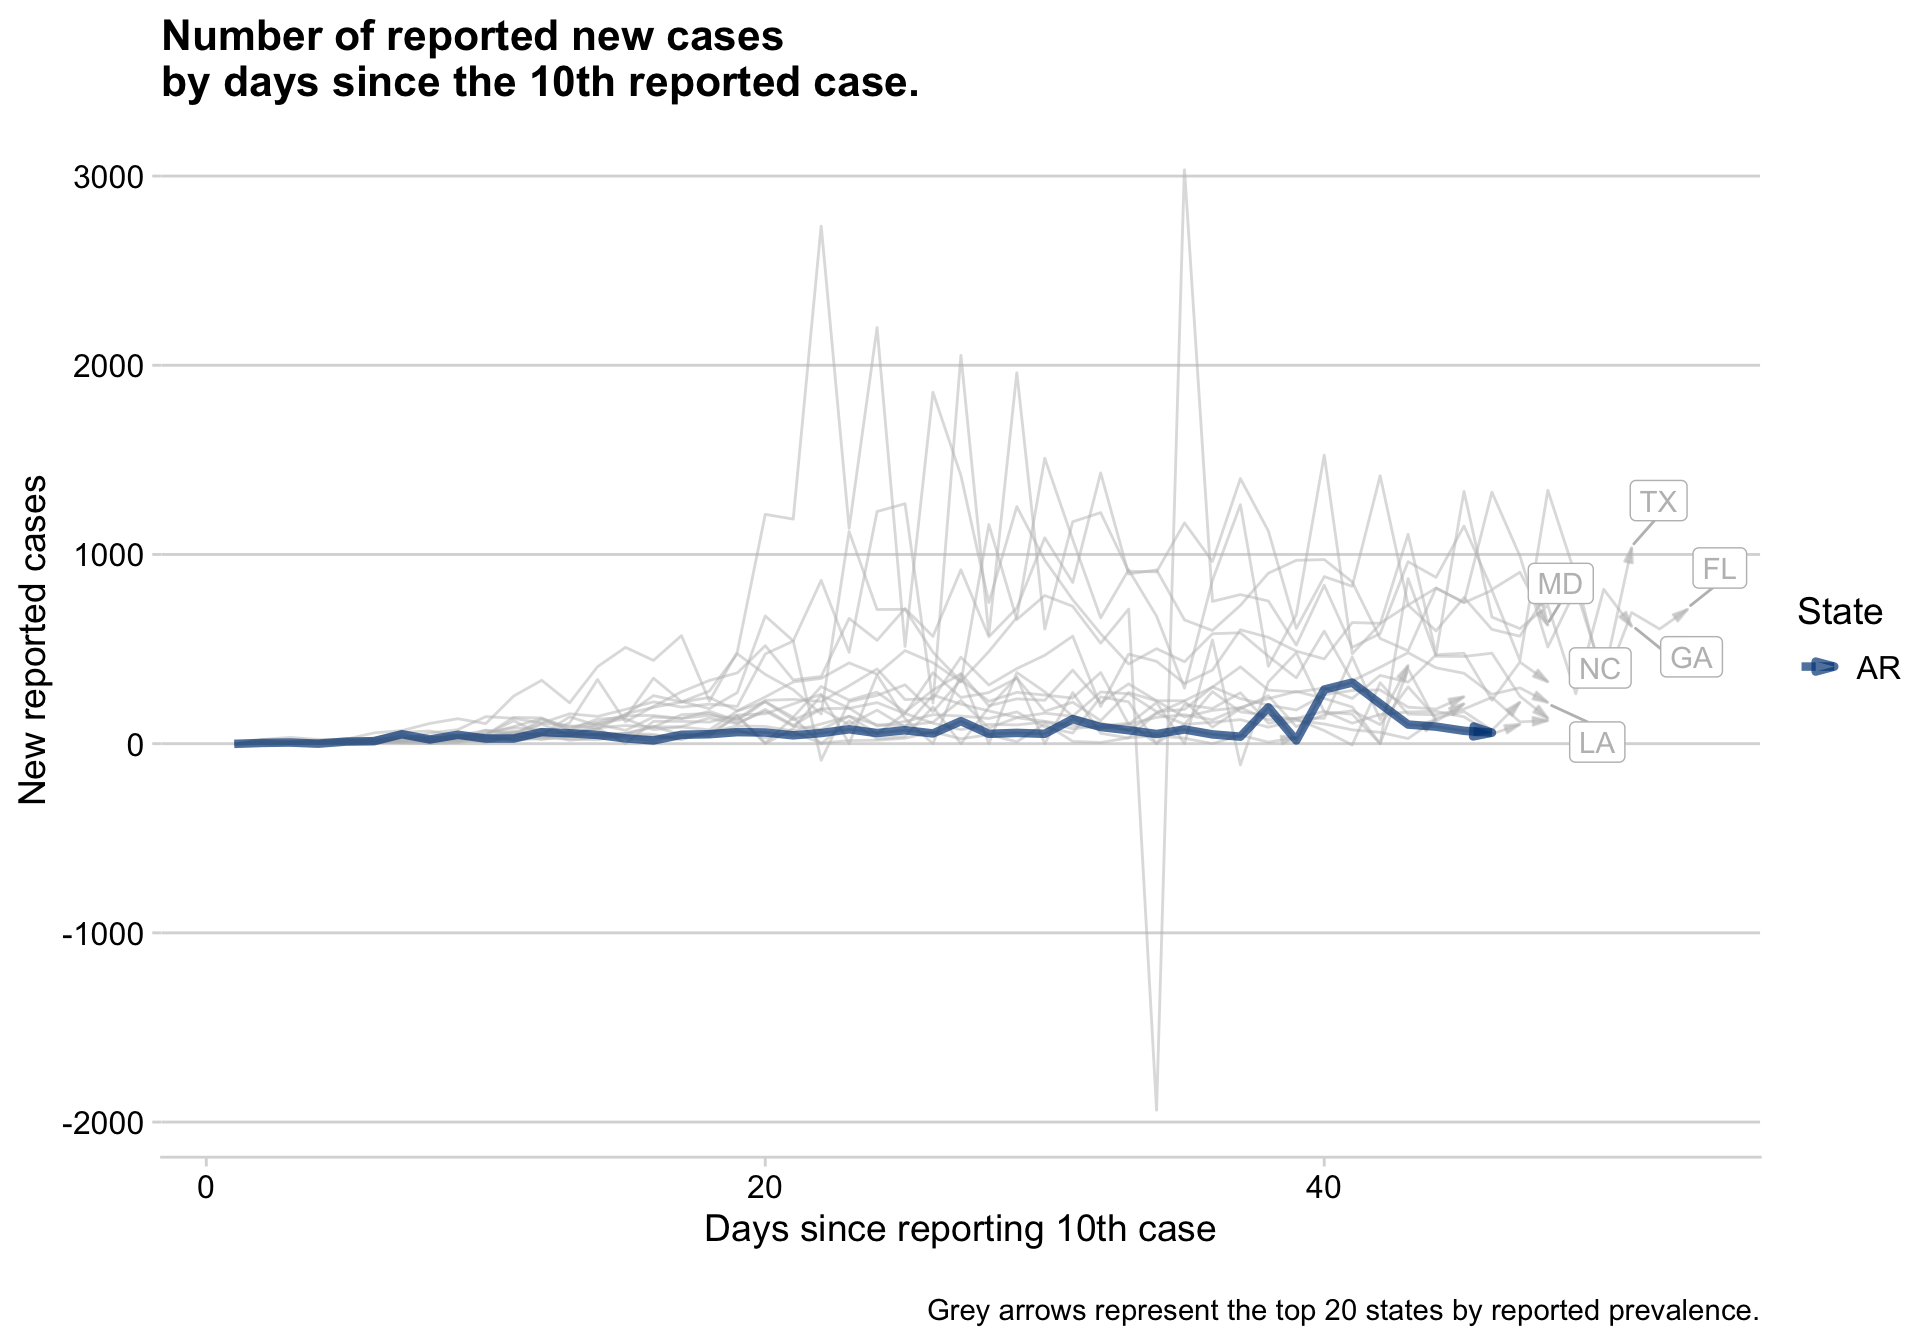 Number of reported new cases
by days since the 10th reported case.
New reported cases
3000
2000
1000
0
-1000
-2000
0
20
40
Days since reporting 10th case
TX
FL
MD
GA
NC
LA
State
AR
Grey arrows represent the top 20 states by reported prevalence.